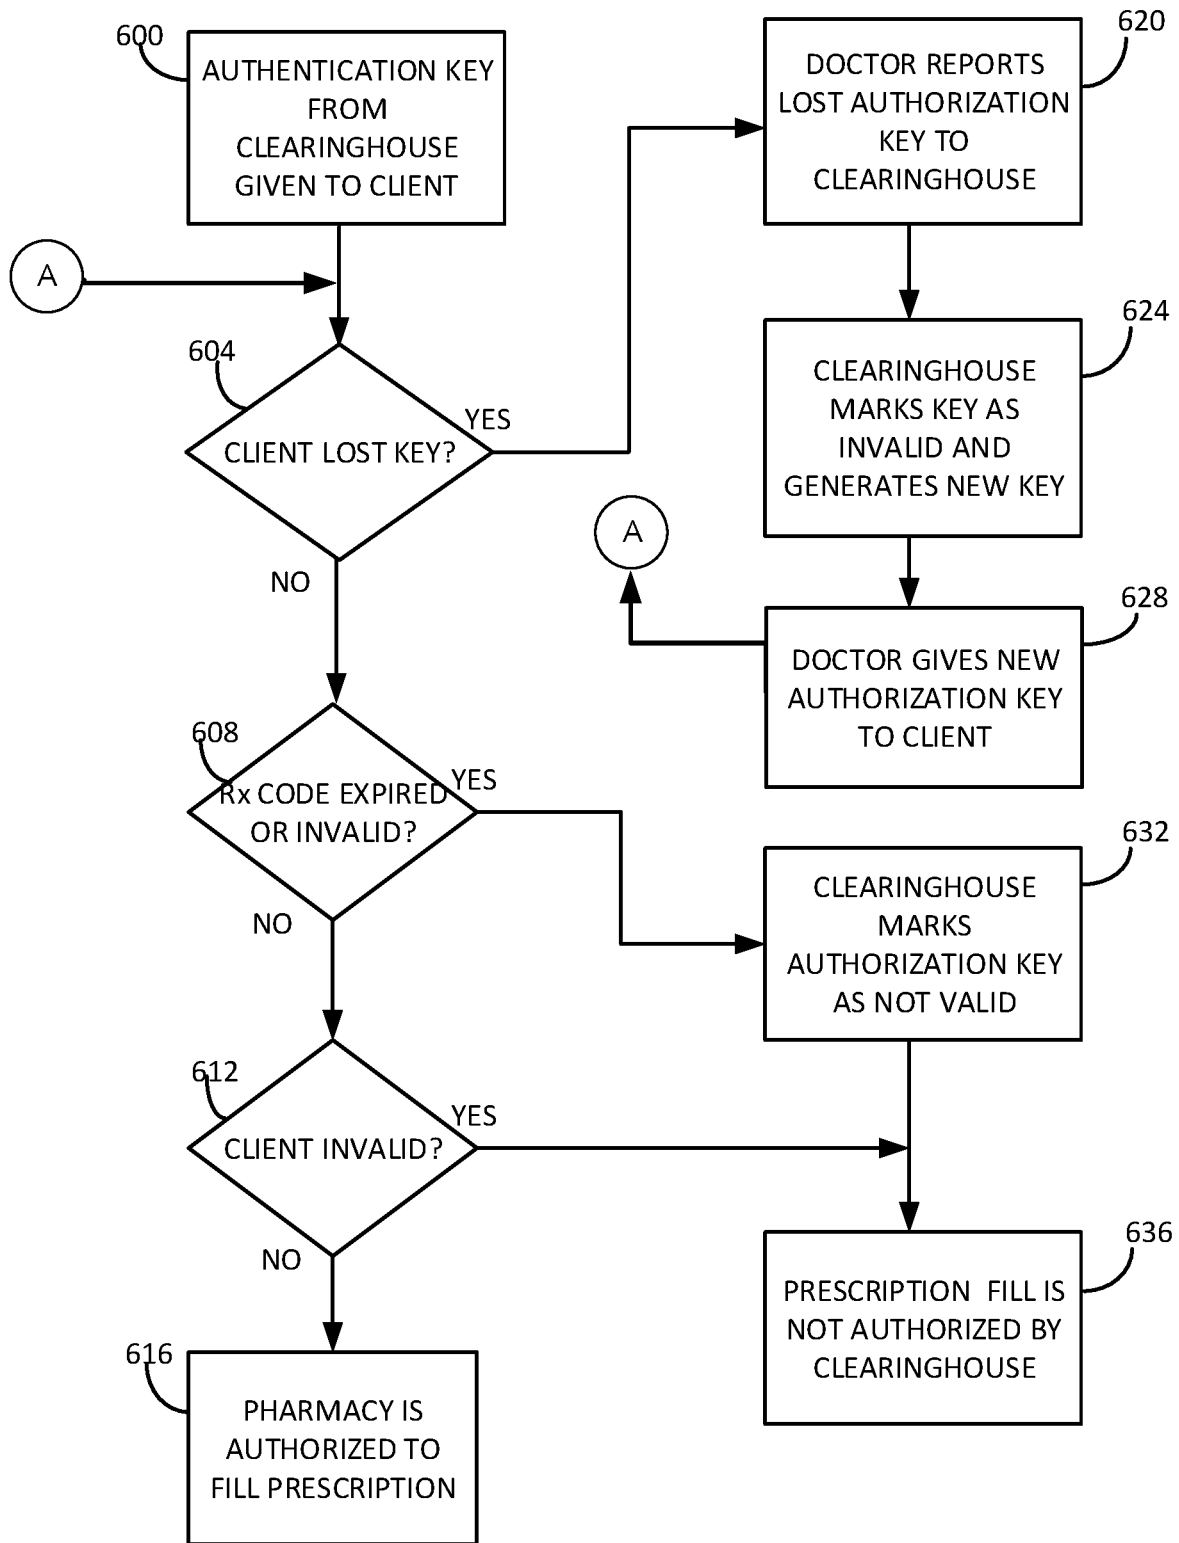 600
AUTHENTICATION KEY
FROM
CLEARINGHOUSE
GIVEN TO CLIENT
620
DOCTOR REPORTS
LOST AUTHORIZATION
KEY TO
CLEARINGHOUSE
A
604
CLIENT LOST KEY?
YES
NO
624
CLEARINGHOUSE
MARKS KEY AS
INVALID AND
GENERATES NEW KEY
A
628
DOCTOR GIVES NEW
AUTHORIZATION KEY
TO CLIENT
608
Rx CODE EXPIRED
OR INVALID?
YES
NO
632
CLEARINGHOUSE
MARKS
AUTHORIZATION KEY
AS NOT VALID
612
CLIENT INVALID?
YES
NO
636
PRESCRIPTION  FILL IS
NOT AUTHORIZED BY
CLEARINGHOUSE
616
PHARMACY IS
AUTHORIZED TO
FILL PRESCRIPTION